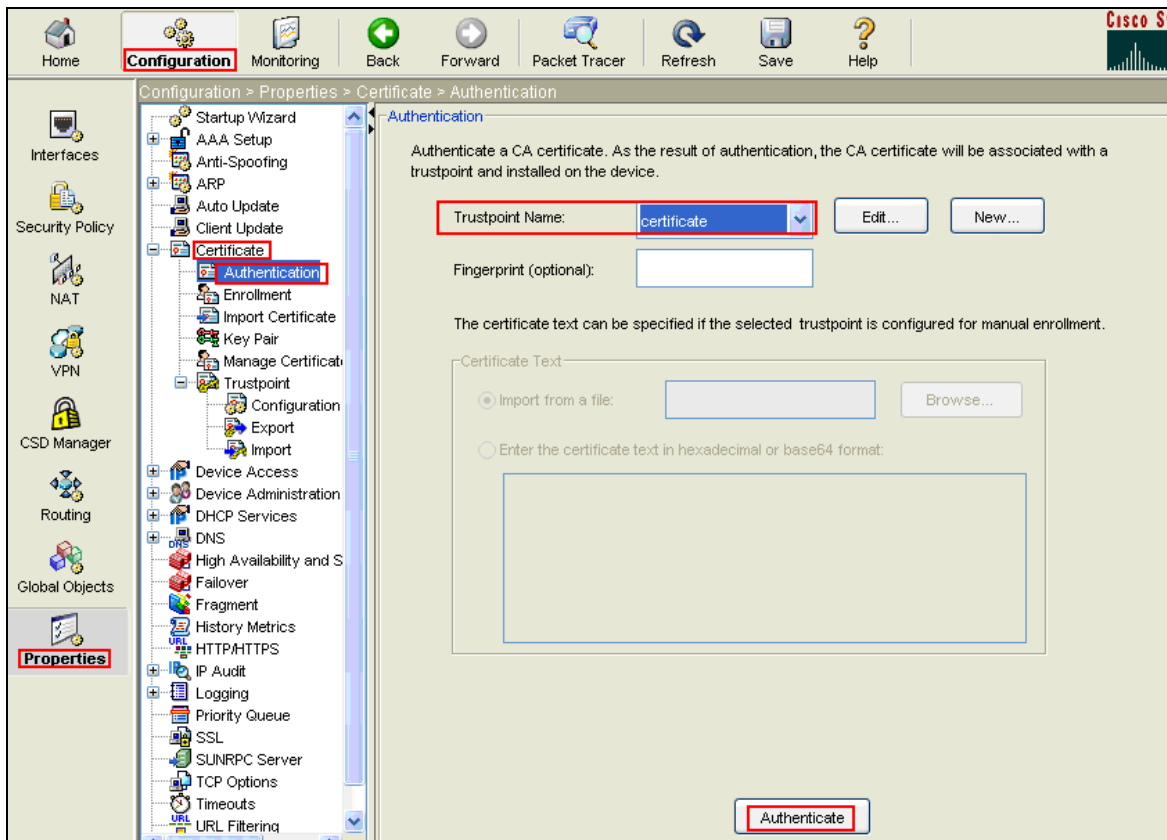 Home
Configuration
Monitoring
Back
Forward
Packet Tracer
Refresh
Save
Help
Cisco S
Configuration > Properties > Certificate > Authentication
Interfaces
Security Policy
NAT
VPN
CSD Manager
Routing
Global Objects
Properties
Startup Wizard
AAA Setup
Anti-Spoofing
ARP
Auto Update
Client Update
Certificate
Authentication
Enrollment
Import Certificate
Key Pair
Manage Certificat
Trustpoint
Configuration
Export
Import
Device Access
Device Administration
DHCP Services
DNS
DNS
High Availability and S
Failover
Fragment
History Metrics
URL
HTTP/HTTPS
IP Audit
Logging
Priority Queue
SSL
SUNRPC Server
TCP Options
Timeouts
URL
URL Filtering
Authentication
Authenticate a CA certificate. As the result of authentication, the CA certificate will be associated with a
trustpoint and installed on the device.
Trustpoint Name:
certificate
Edit...
New...
Fingerprint (optional):
The certificate text can be specified if the selected trustpoint is configured for manual enrollment.
Certificate Text
Import from a file:
Browse...
Enter the certificate text in hexadecimal or base64 format:
Authenticate